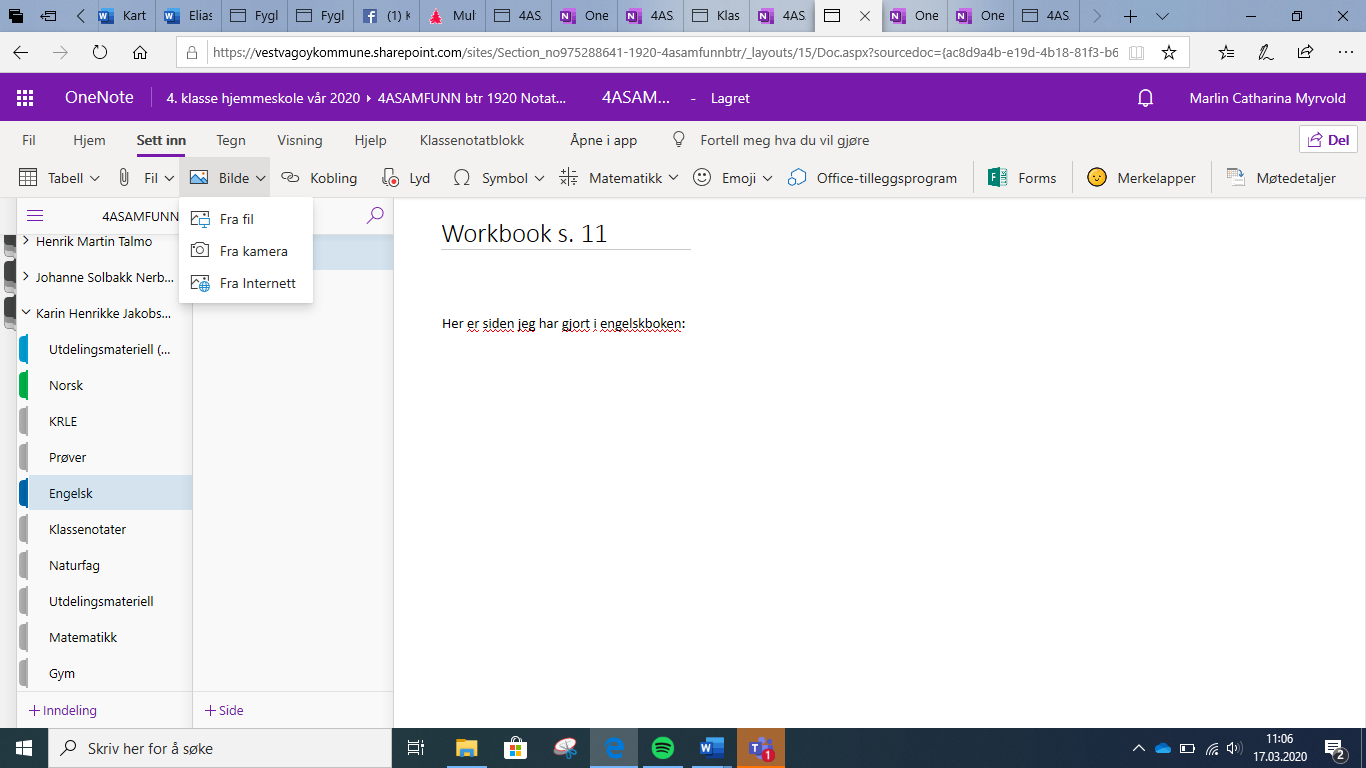 Kart
Elias
Fygl
Fygl
(1) K
Mul
4AS
One
4AS
Klas
4AS
One
One
4AS
https://vestvagoykommune.sharepoint.com/sites/Section_no975288641-1920-4asamfunnbtr/_layouts/15/Doc.aspx?sourcedoc={ac8d9a4b-e19d-4b18-81f3-b6
OneNote
4. klasse hjemmeskole vår 2020 4ASAMFUNN btr 1920 Notat... 4ASAM... - Lagret
Marlin Catharina Myrvold
Fil Hjem Sett inn Tegn Visning Hjelp Klassenotatblokk Åpne i app Fortell meg hva du vil gjøre Del
Tabell Fil Bilde Kobling Lyd Symbol Matematikk Emoji Office-tilleggsprogram Forms Merkelapper Møtedetaljer
4ASAMFUNN
Fra fil
Fra kamera
Fra Internett
Henrik Martin Talmo
Johanne Solbakk Nerb...
Karin Henrikke Jakobs...
Utdelingsmateriell (...
Norsk
KRLE
Prøver
Engelsk
Klassenotater
Naturfag
Utdelingsmateriell
Matematikk
Gym
+ Inndeling
+ Side
Workbook s. 11
Her er siden jeg har gjort i engelskboken:
Skriv her for å søke
1
11:06
17.03.2020
2